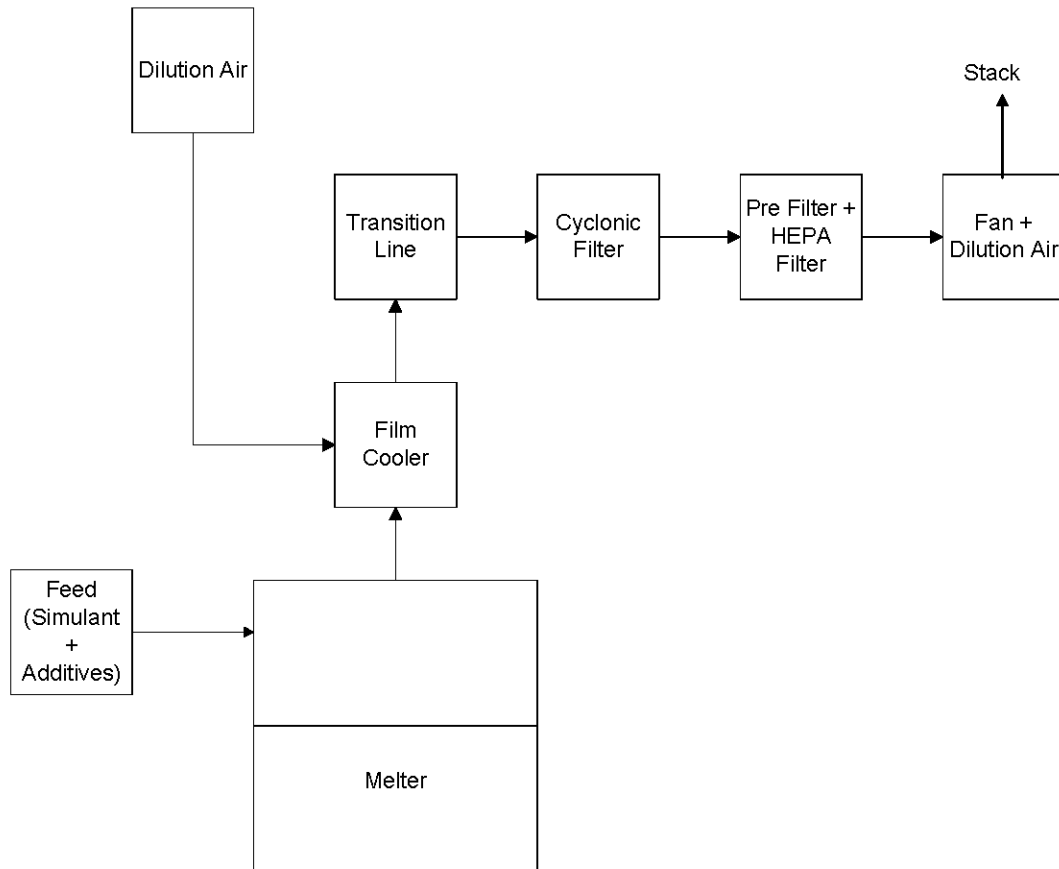 Dilution Air
Stack
Transition
Line
Cyclonic
Filter
Pre Filter +
HEPA
Filter
Fan +
Dilution Air
Film
Cooler
Feed
(Simulant
+
Additives)
Melter